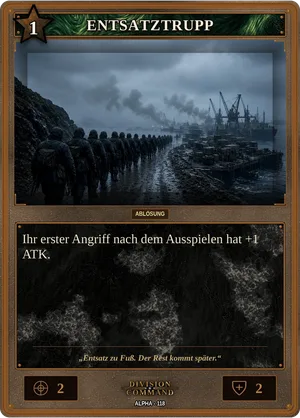 1
ENTSATZTRUPP
ABLÖSUNG
Ihr erster Angriff nach dem Ausspielen hat +1
ATK.
„Entsatz zu Fuß. Der Rest kommt später.“
2
DIVISION
COMMAND
ALPHA 118
2